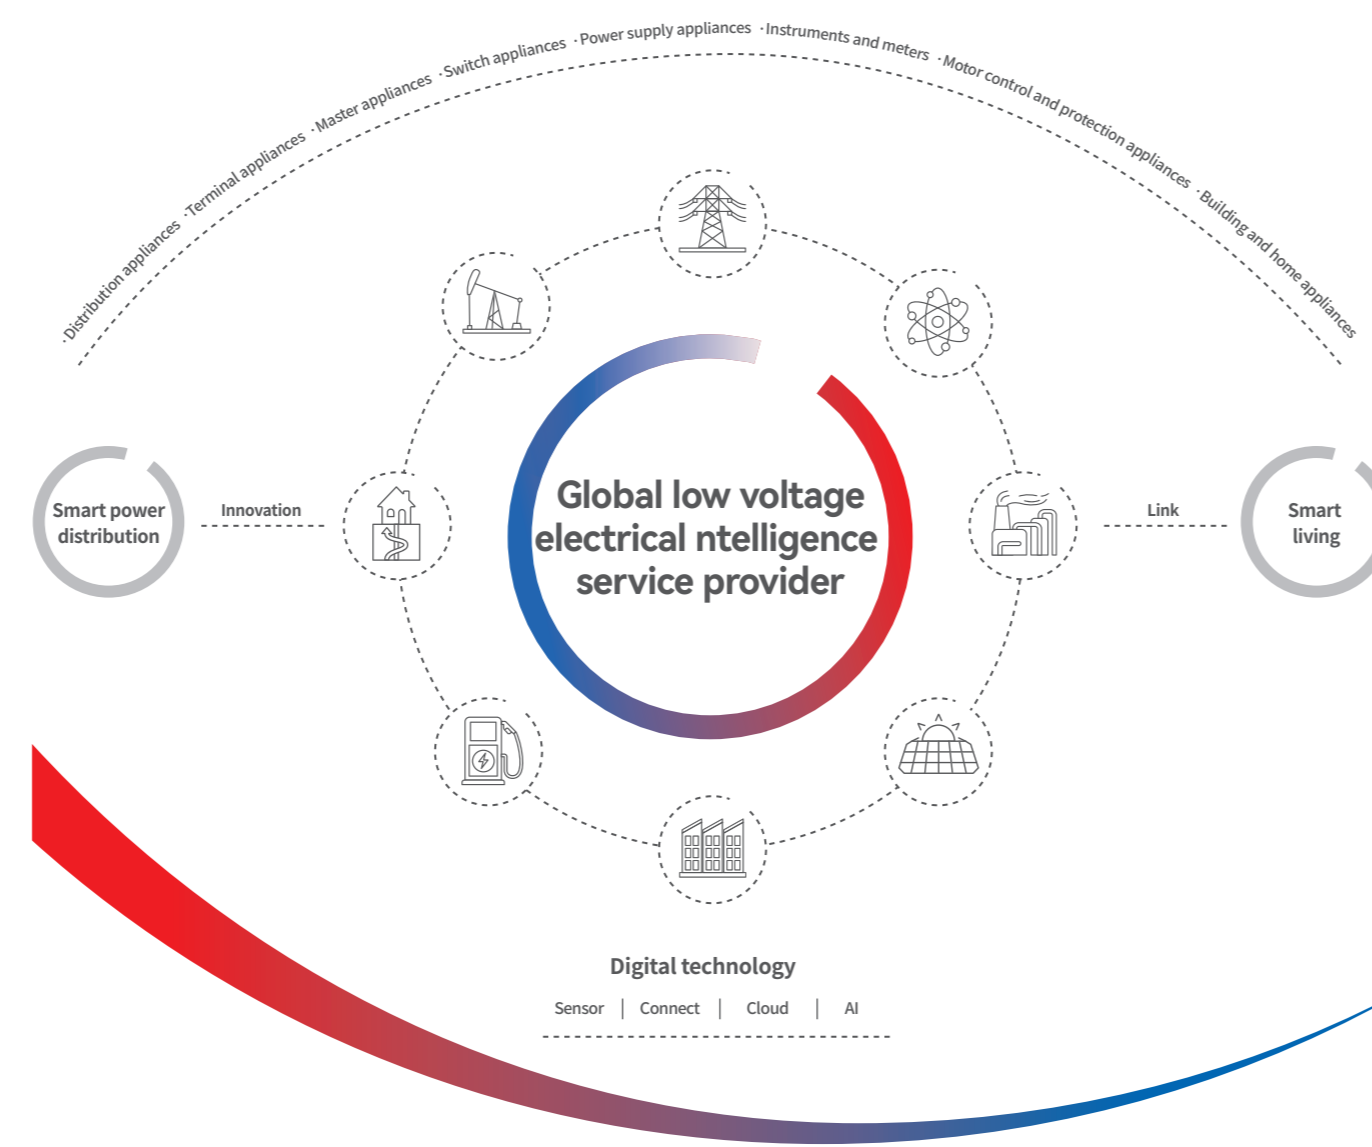 ·Distribution appliances ·Terminal appliances ·Master appliances ·Switch appliances ·Power supply appliances ·Instruments and meters ·Motor control and protection appliances ·Building and home appliances
Smart power
distribution
Innovation
Global low voltage
electrical ntelligence
service provider
Link
Smart
living
Digital technology
Sensor | Connect | Cloud | AI